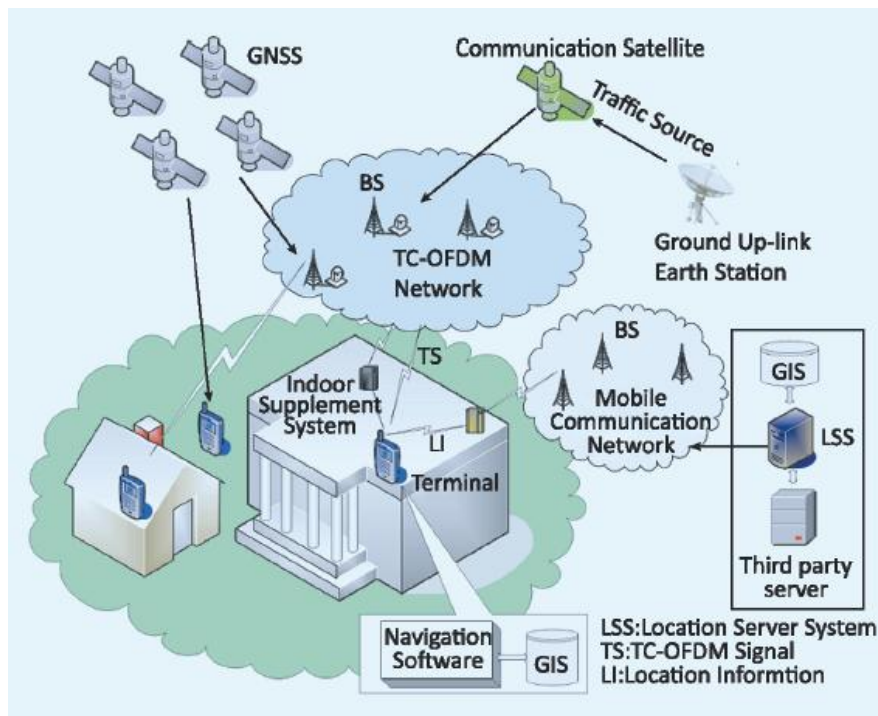 GNSS
Communication Satellite
Traffic Source
BS
TC-OFDM
Network
Ground Up-link
Earth Station
TS
BS
Mobile
Communication
Network
GIS
LSS
Third party
server
Indoor
Supplement
System
LI
Terminal
Navigation
Software
GIS
LSS:Location Server System
TS:TC-OFDM Signal
LI:Location Informtion